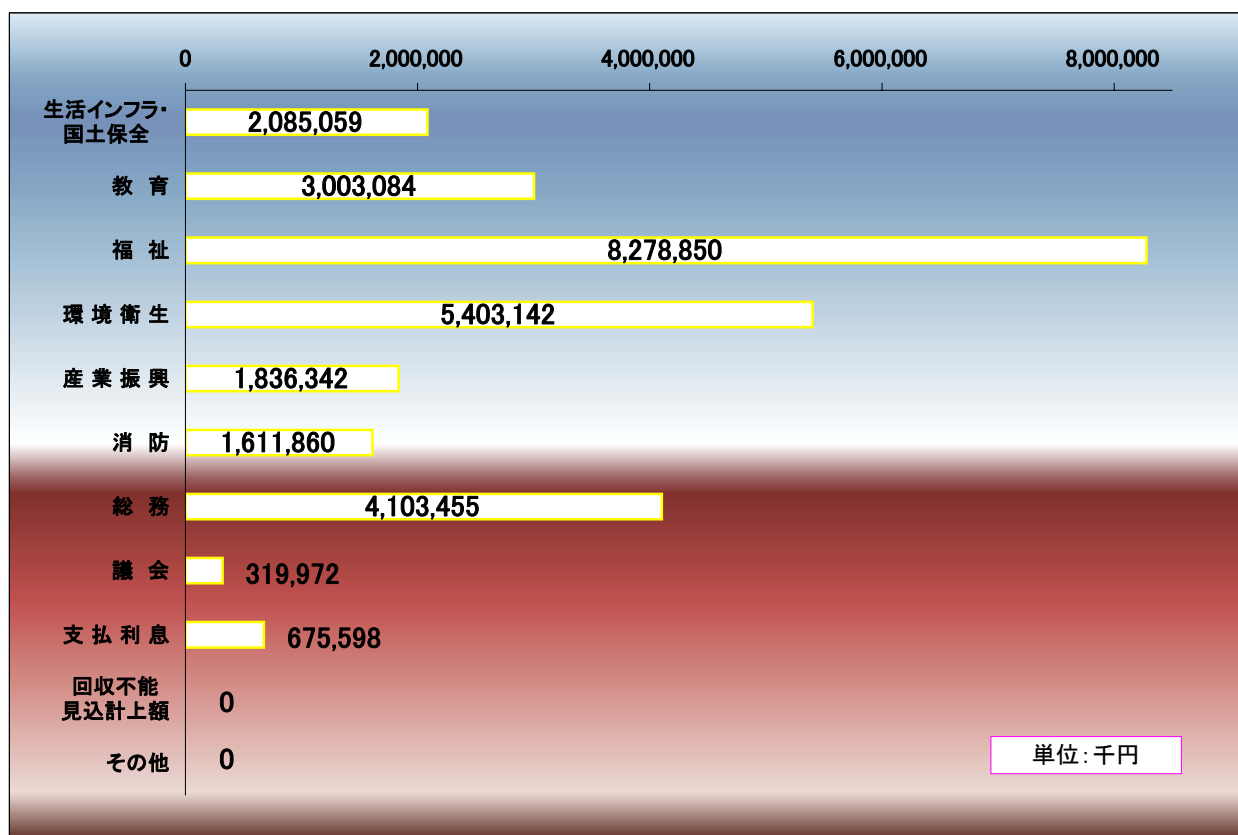 0 2,000,000 4,000,000 6,000,000 8,000,000
生活インフラ・
国土保全
2,085,059
教 育
3,003,084
福 祉
8,278,850
環 境 衛 生
5,403,142
産 業 振 興
1,836,342
消 防
1,611,860
総 務
4,103,455
議 会
319,972
支 払 利 息
675,598
回収不能
見込計上額
0
その他
0
単位：千円